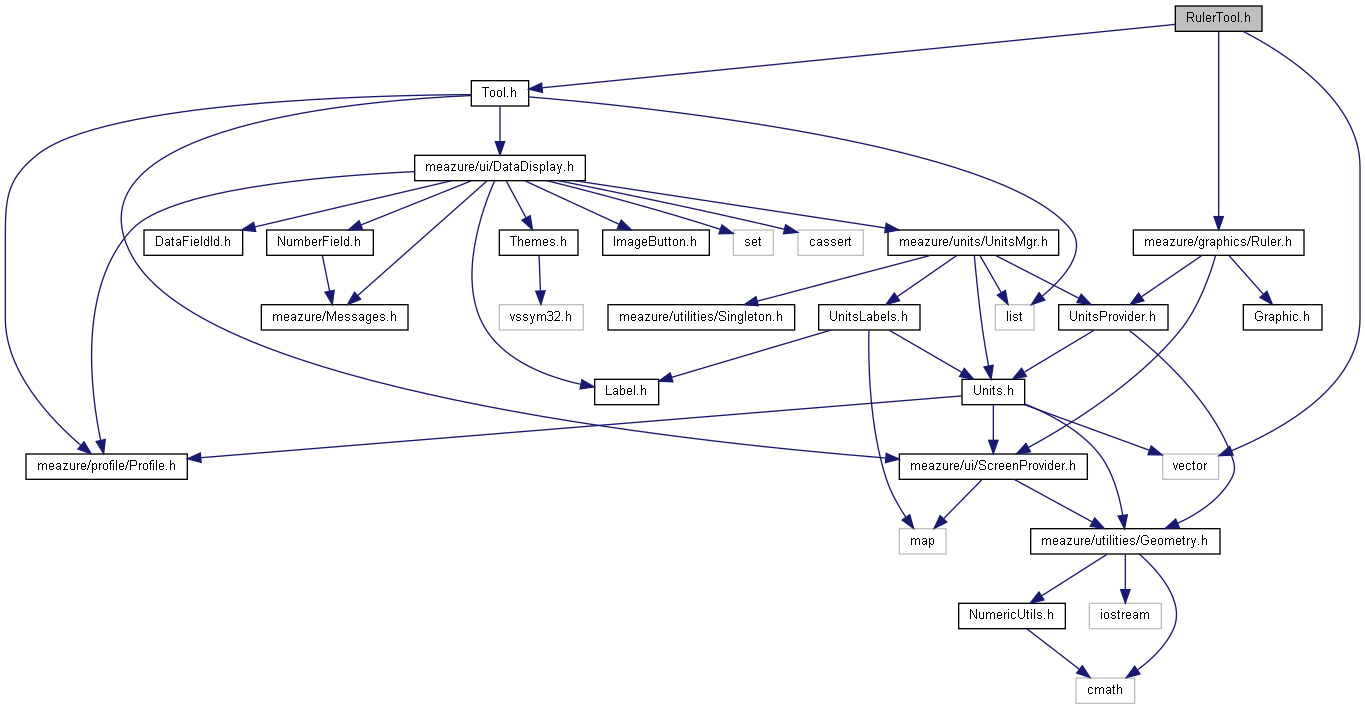 RulerTool.h
Tool.h
meazure/ui/DataDisplay.h
DataFieldId.h
NumberField.h
Themes.h
ImageButton.h
set
cassert
meazure/units/UnitsMgr.h
meazure/graphics/Ruler.h
meazure/Messages.h
vssym32.h
meazure/utilities/Singleton.h
UnitsLabels.h
list
UnitsProvider.h
Graphic.h
Label.h
Units.h
meazure/profile/Profile.h
meazure/ui/ScreenProvider.h
vector
map
meazure/utilities/Geometry.h
NumericUtils.h
iostream
cmath